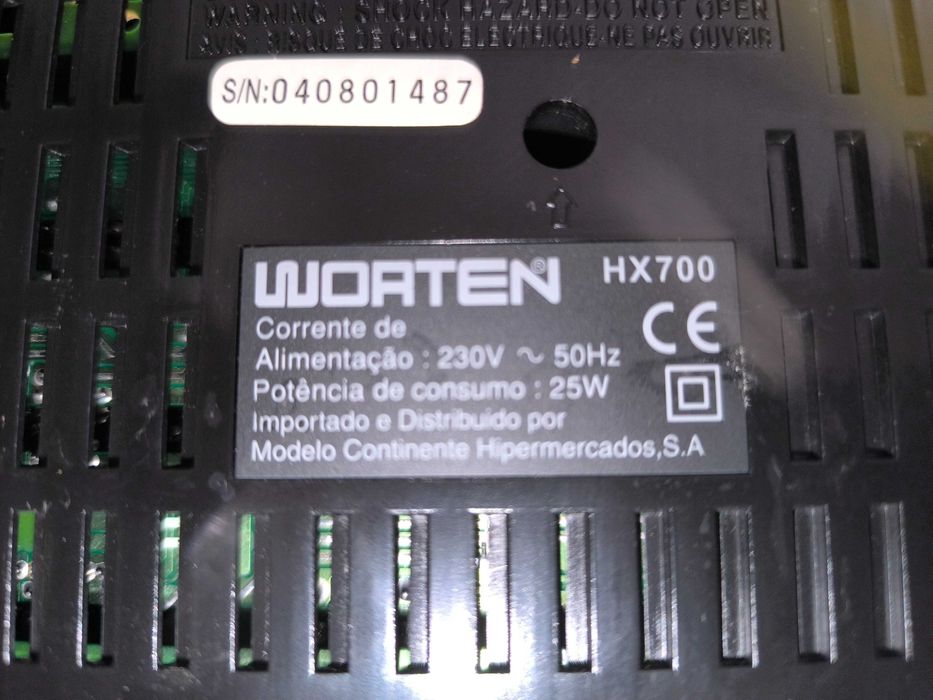 WARNING : SHOCK HAZARD-DO NOT OPEN
AVIS : RISQUE DE CHOC ELECTRIQUE-NE PAS OUVRIR
S/N:040801487
WORTEN® HX700
CE
Corrente de
Alimentação : 230V ~ 50Hz
Potência de consumo : 25W
Importado e Distribuido por
Modelo Continente Hipermercados,S.A